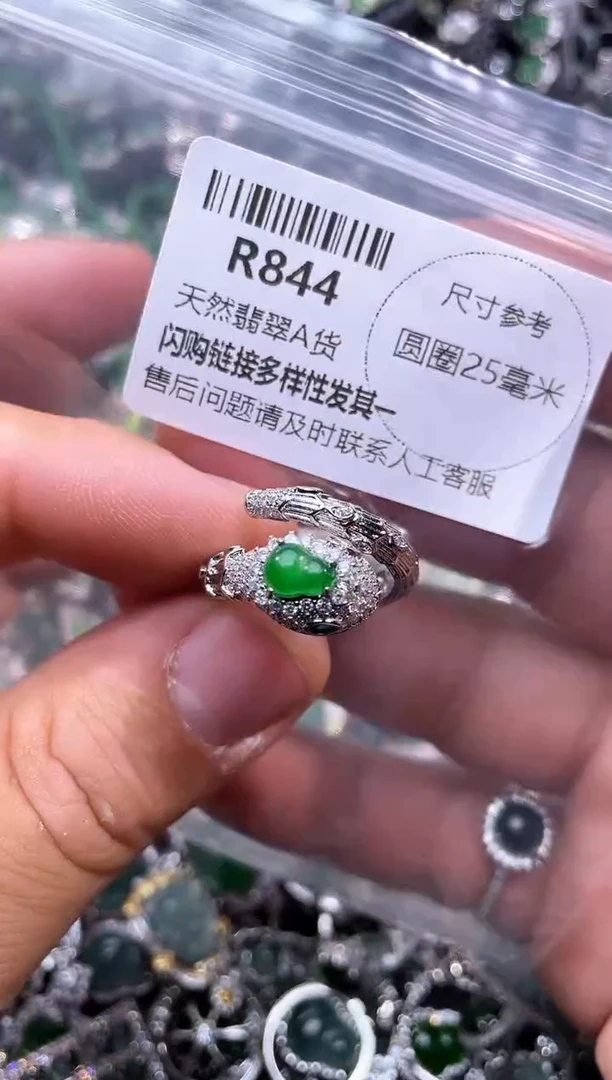 R844
天然翡翠A货
闪购链接多样性发其一
售后问题请及时联系人工客服
尺寸参考
圆圈25毫米